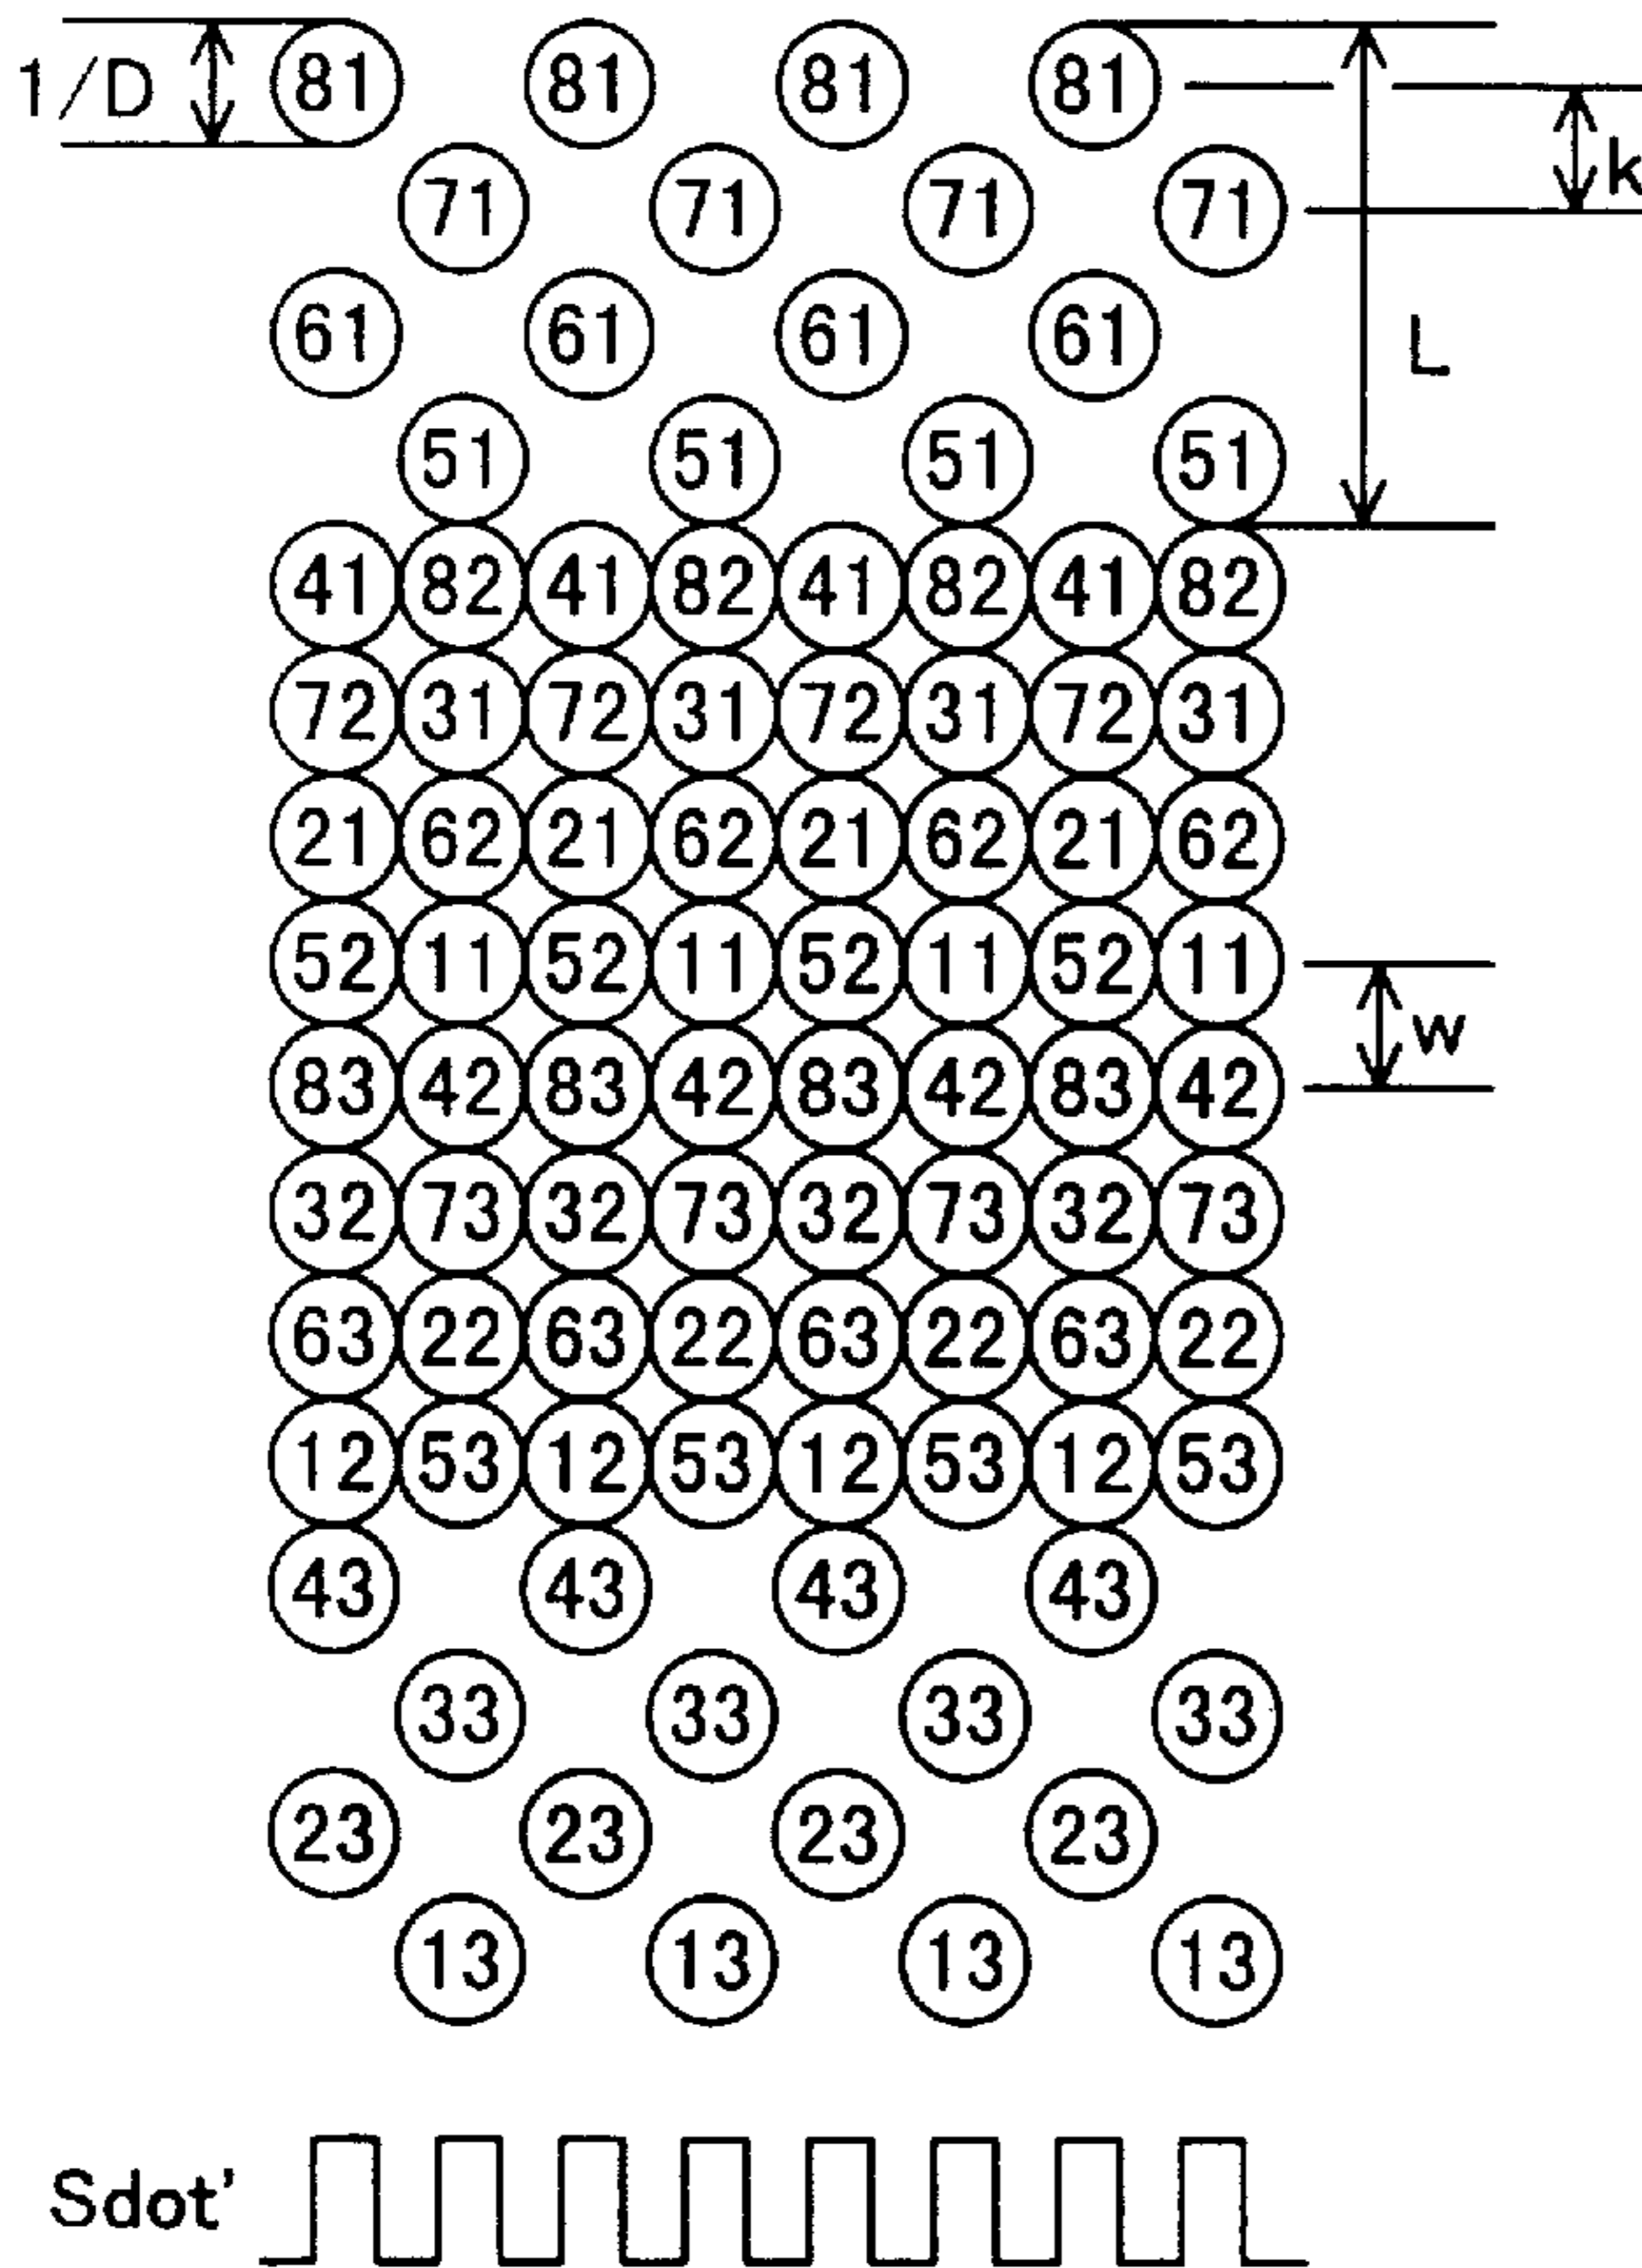 1/D 81 81 81 81
k
71 71 71 71
61 61 61 61 L
51 51 51 51
41 82 41 82 41 82 41 82
72 31 72 31 72 31 72 31
21 62 21 62 21 62 21 62
52 11 52 11 52 11 52 11
w
83 42 83 42 83 42 83 42
32 73 32 73 32 73 32 73
63 22 63 22 63 22 63 22
12 53 12 53 12 53 12 53
43 43 43 43
33 33 33 33
23 23 23 23
13 13 13 13
Sdot'